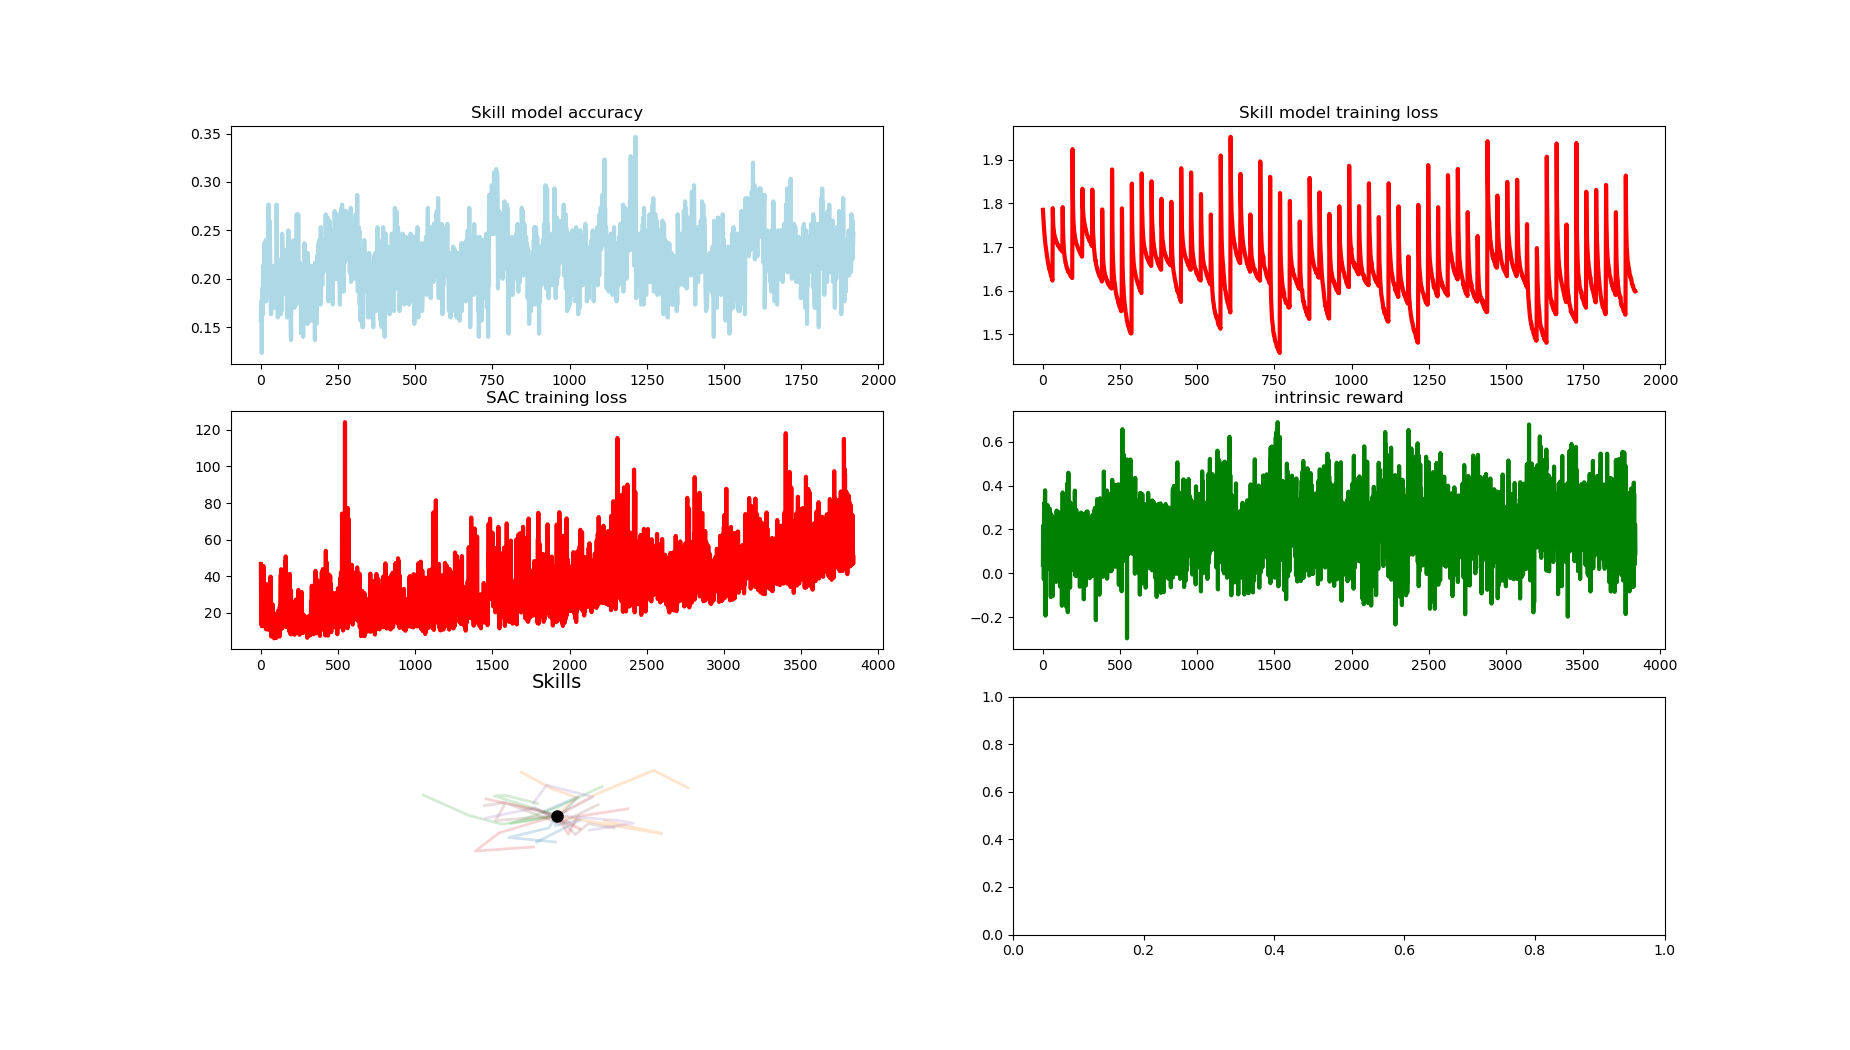 Skill model accuracy
0.35
0.30
0.25
0.20
0.15
0 250 500 750 1000 1250 1500 1750 2000
Skill model training loss
1.9
1.8
1.7
1.6
1.5
0 250 500 750 1000 1250 1500 1750 2000
SAC training loss
120
100
80
60
40
20
0 500 1000 1500 2000 2500 3000 3500 4000
intrinsic reward
0.6
0.4
0.2
0.0
−0.2
0 500 1000 1500 2000 2500 3000 3500 4000
Skills
1.0
0.8
0.6
0.4
0.2
0.0
0.0 0.2 0.4 0.6 0.8 1.0